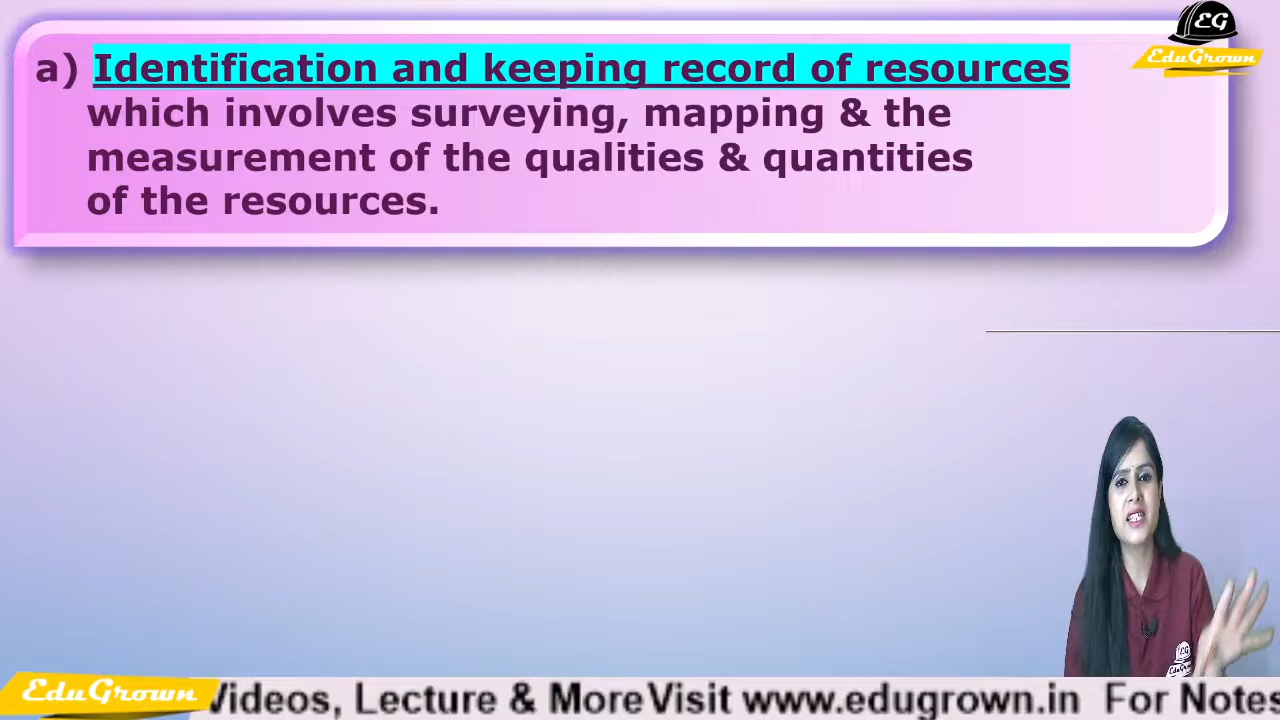 EG
EduGrown
a) Identification and keeping record of resources
which involves surveying, mapping & the
measurement of the qualities & quantities
of the resources.
EG
EduGrown
Videos, Lecture & More Visit www.edugrown.in For Notes